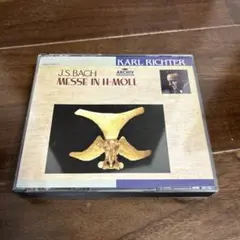 KARL RICHTER
J.S. BACH
ARCHIV
MESSE IN H-MOLL